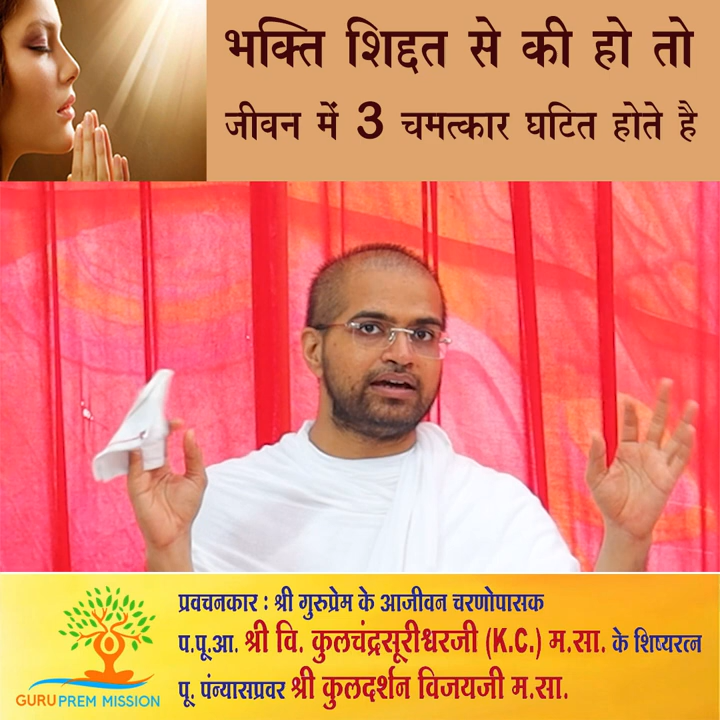 भक्ति शिद्दत से की हो तो
जीवन में 3 चमत्कार घटित होते है
प्रवचनकार : श्री गुरुप्रेम के आजीवन चरणोपासक
प.पू.आ. श्री वि. कुलचंद्रसूरीश्वरजी (K.C.) म.सा. के शिष्यरत्न
पू. पंन्यासप्रवर श्री कुलदर्शन विजयजी म.सा.
GURU PREM MISSION